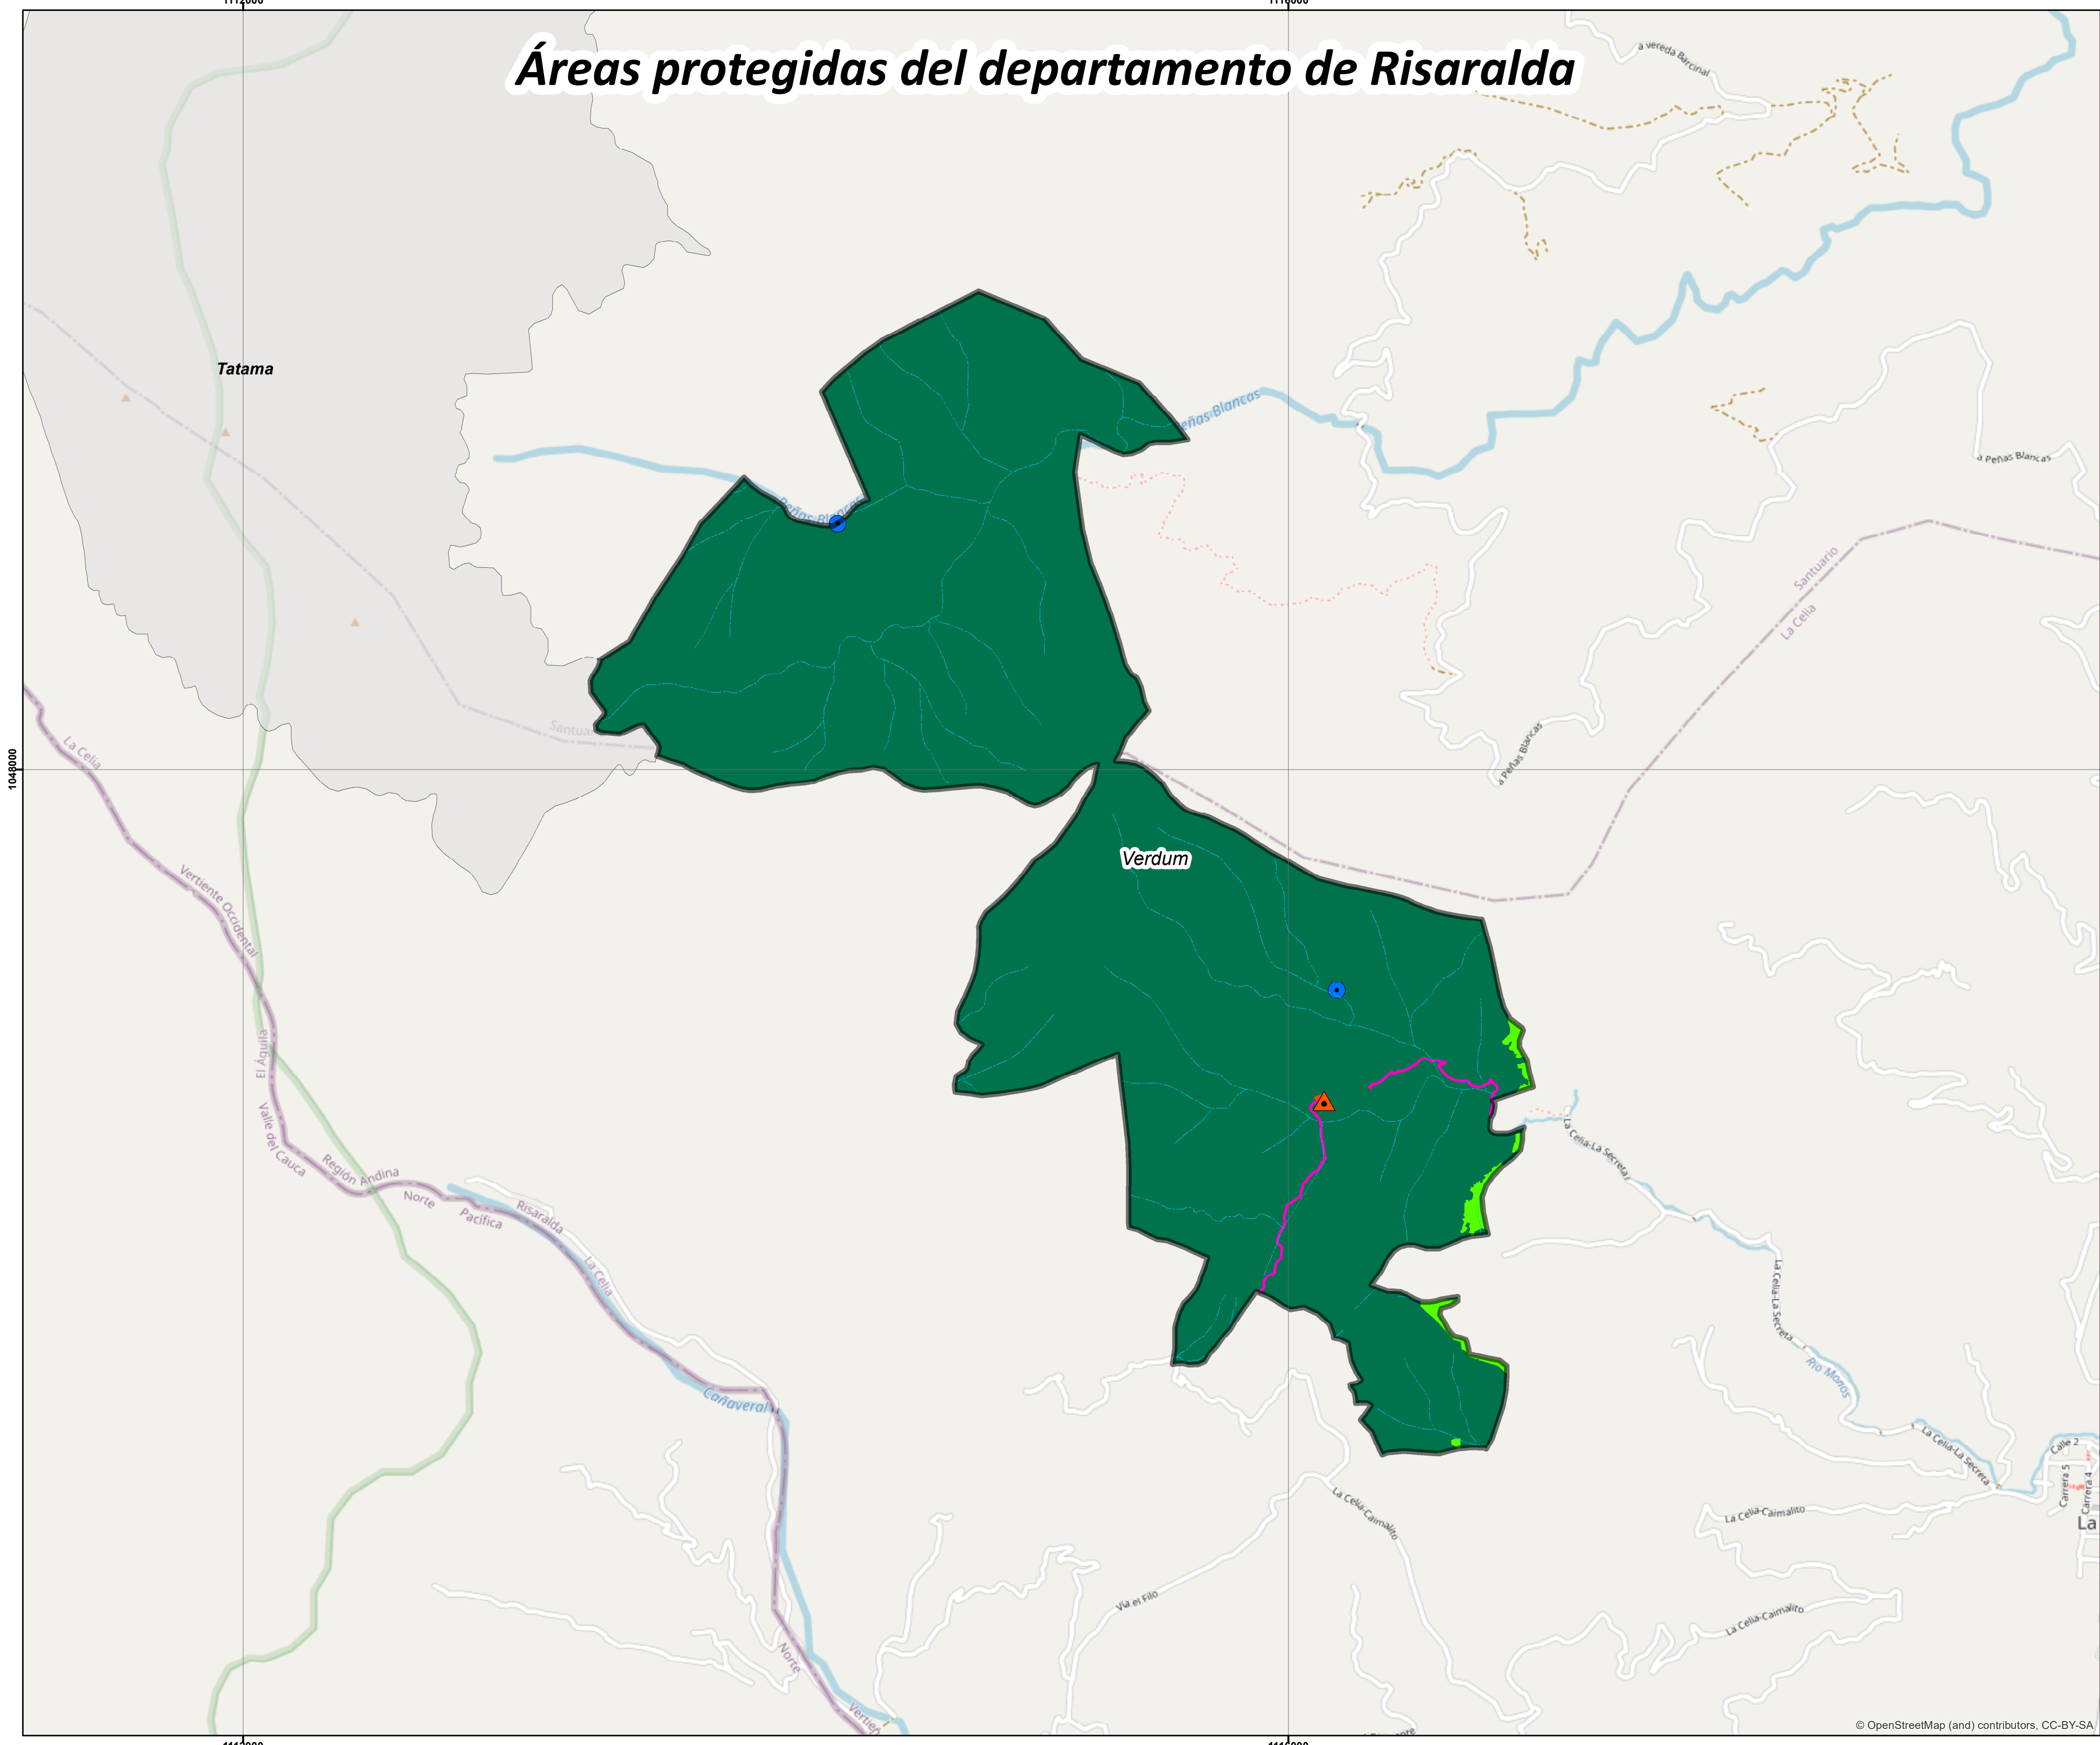 Áreas protegidas del departamento de Risaralda
a vereda Barcinal
Tatama
eñas Blancas
Peñas Blancas
a Peñas Blancas
Santuario
La Celia
Santuar
a Peñas Blancas
1048000
La Celia
Verdum
Vertiente Occidental
El Águila
Valle del Cauca
Región Andina
Norte
Pacífica
Risaralda
La Celia
La Celia-La Secreta
La Celia-La Secreta
Río Monos
Cañaveral
La Celia-La Secreta
Calle 2
Carrera 5
Carrera 4
La Celia-Caimalito
La Celia-Caimalito
La
Vía el Filo
La Celia-Caimalito
Norte
Vertien
© OpenStreetMap (and) contributors, CC-BY-SA